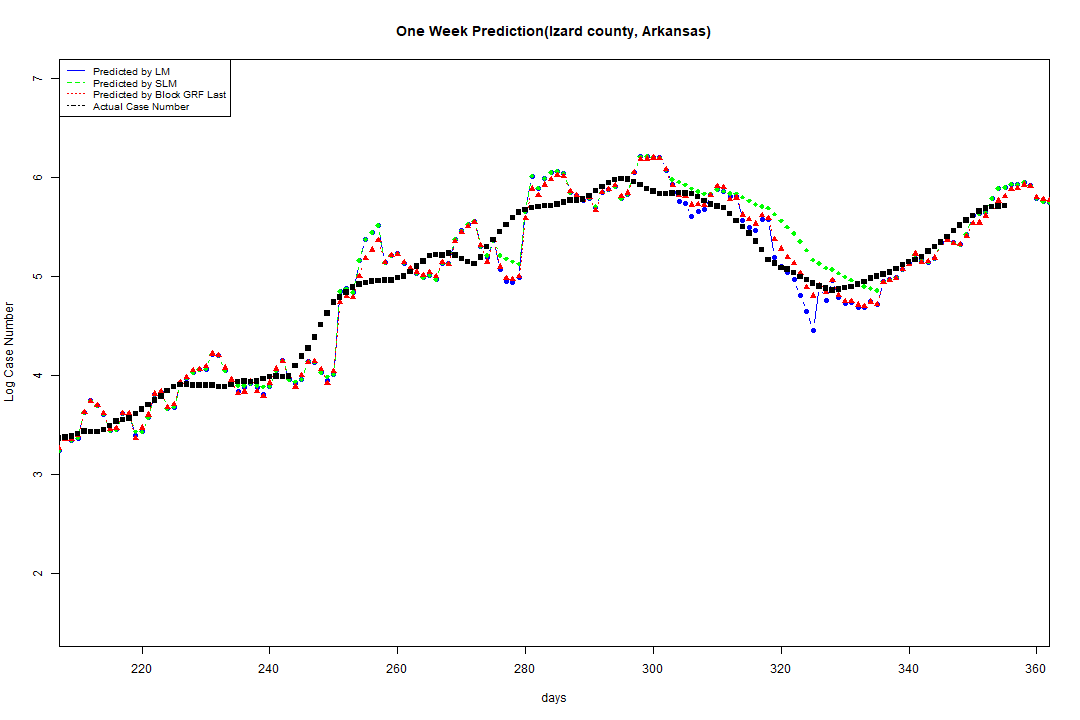 One Week Prediction(Izard county, Arkansas)
Predicted by LM
Predicted by SLM
Predicted by Block GRF Last
Actual Case Number
7
6
5
4
3
2
Log Case Number
220 240 260 280 300 320 340 360
days